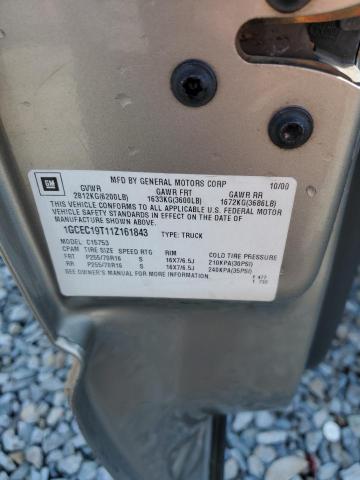 GM
MFD BY GENERAL MOTORS CORP 10/00
GVWR GAWR FRT GAWR RR
2812KG(6200LB) 1633KG(3600LB) 1672KG(3686LB)
THIS VEHICLE CONFORMS TO ALL APPLICABLE U.S. FEDERAL MOTOR
VEHICLE SAFETY STANDARDS IN EFFECT ON THE DATE OF
MANUFACTURE SHOWN ABOVE.
1GCEC19T11Z161843 TYPE: TRUCK
C15753
CAM TIRE SIZE SPEED RTG RIM COLD TIRE PRESSURE
FRT P255/70R16 S 16X7/6.5J 210KPA(30PSI)
RR P255/70R16 S 16X7/6.5J 240KPA(35PSI)
SEE OWNER'S MANUAL FOR MORE INFORMATION.